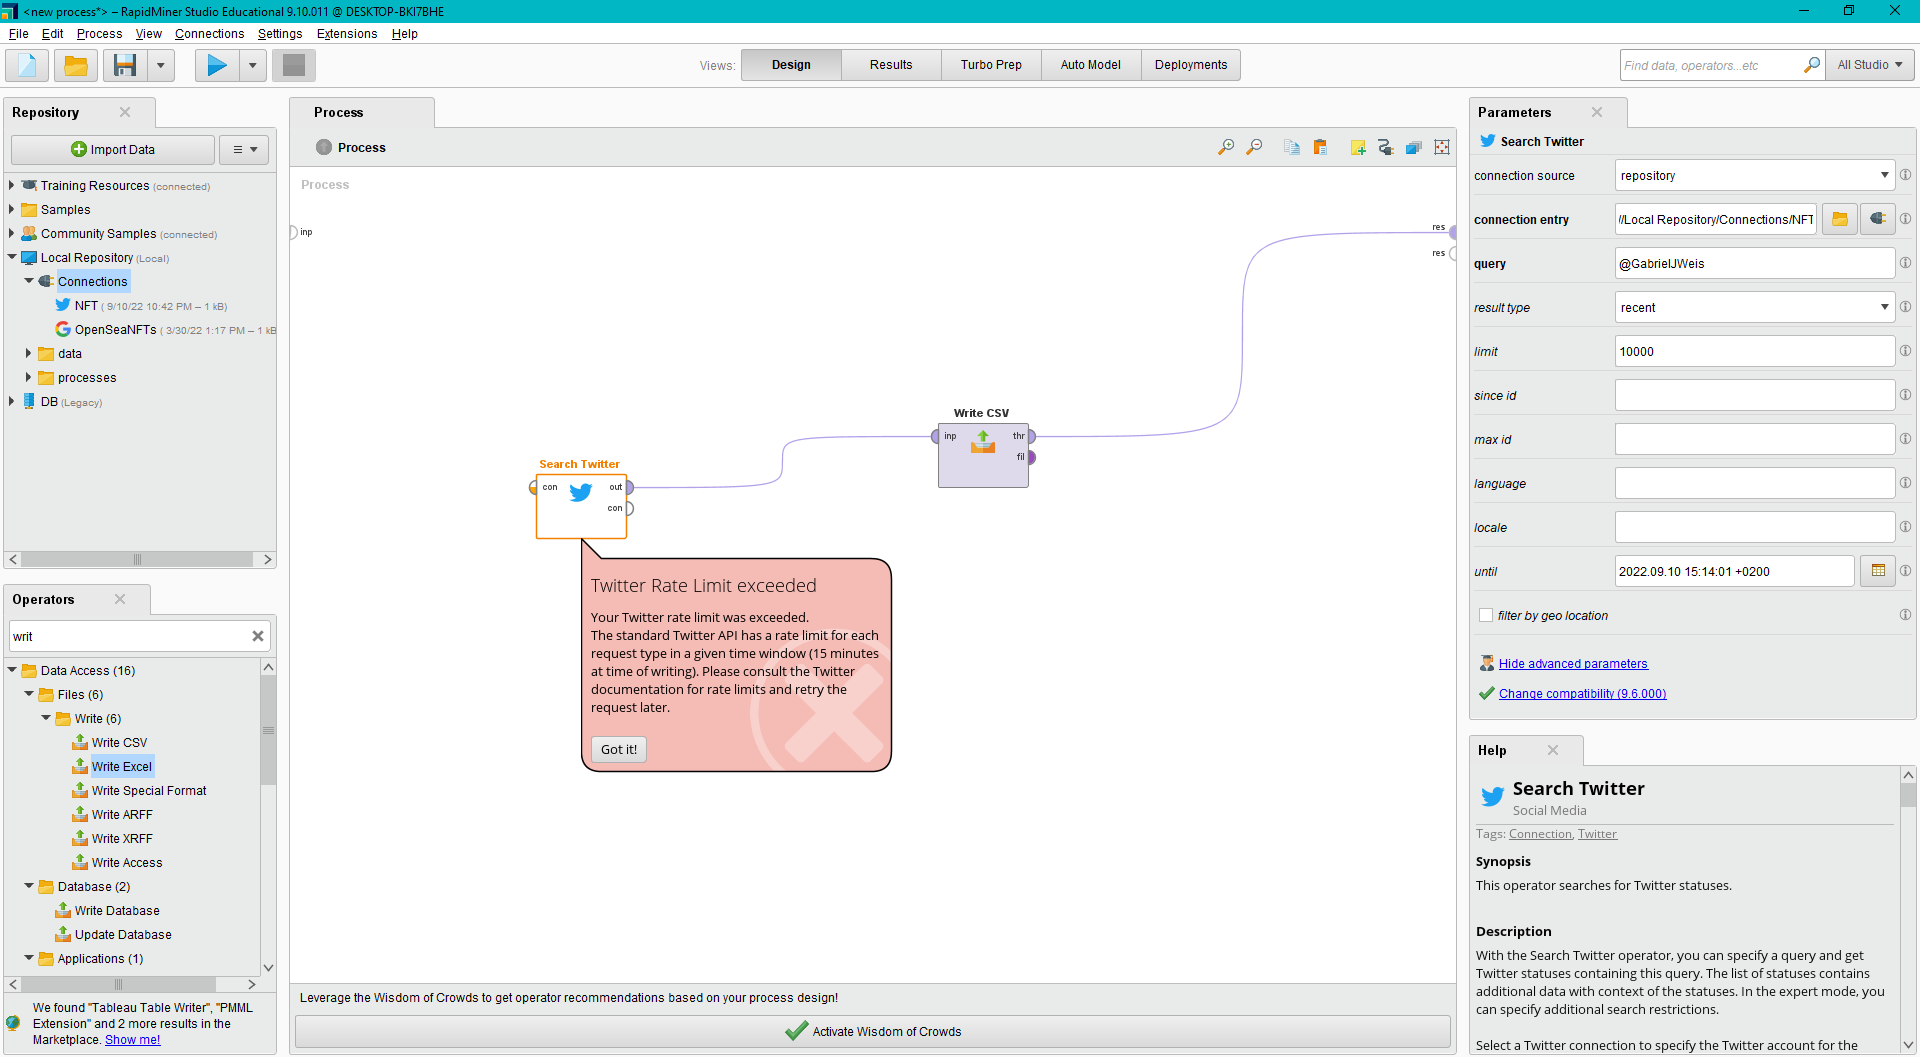 <new process*> – RapidMiner Studio Educational 9.10.011 @ DESKTOP-BKI7BHE
File Edit Process View Connections Settings Extensions Help
Views: Design Results Turbo Prep Auto Model Deployments
Find data, operators...etc All Studio
Repository
Import Data
Training Resources (connected)
Samples
Community Samples (connected)
Local Repository (Local)
Connections
NFT ( 9/10/22 10:42 PM – 1 kB)
OpenSeaNFTs ( 3/30/22 1:17 PM – 1 kB
data
processes
DB (Legacy)
Operators
writ
Data Access (16)
Files (6)
Write (6)
Write CSV
Write Excel
Write Special Format
Write ARFF
Write XRFF
Write Access
Database (2)
Write Database
Update Database
Applications (1)
We found "Tableau Table Writer", "PMML
Extension" and 2 more results in the
Marketplace. Show me!
Process
Process
Process
inp
res
res
Write CSV
inp thr
fil
Search Twitter
con out
con
Twitter Rate Limit exceeded
Your Twitter rate limit was exceeded.
The standard Twitter API has a rate limit for each
request type in a given time window (15 minutes
at time of writing). Please consult the Twitter
documentation for rate limits and retry the
request later.
Got it!
Leverage the Wisdom of Crowds to get operator recommendations based on your process design!
Activate Wisdom of Crowds
Parameters
Search Twitter
connection source repository
connection entry //Local Repository/Connections/NFT
query @GabrielJWeis
result type recent
limit 10000
since id
max id
language
locale
until 2022.09.10 15:14:01 +0200
filter by geo location
Hide advanced parameters
Change compatibility (9.6.000)
Help
Search Twitter
Social Media
Tags: Connection, Twitter
Synopsis
This operator searches for Twitter statuses.
Description
With the Search Twitter operator, you can specify a query and get
Twitter statuses containing this query. The list of statuses contains
additional data with context of the statuses. In the expert mode, you
can specify additional search restrictions.
Select a Twitter connection to specify the Twitter account for the